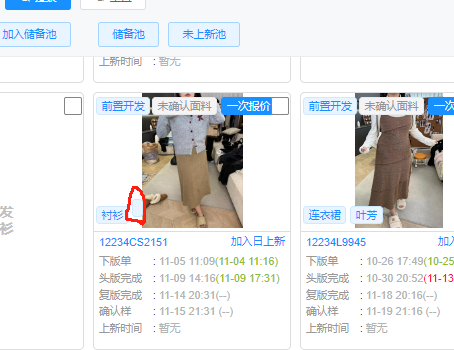 加入储备池
储备池
未上新池
上新时间 : 暂无
前置开发
未确认面料
一次报价
衬衫
12234CS2151
加入日上新
下版单 : 11-05 11:09(11-04 11:16)
头版完成 : 11-09 14:16(11-09 17:31)
复版完成 : 11-14 20:31(--)
确认样 : 11-15 21:31 (--)
上新时间 : 暂无
前置开发
未确认面料
一次
连衣裙
叶芳
12234L9945
下版单 : 10-26 17:49(10-25
头版完成 : 10-30 20:52(11-13
复版完成 : 11-18 20:16(--)
确认样 : 11-19 21:16 (--)
上新时间 : 暂无
发
衫